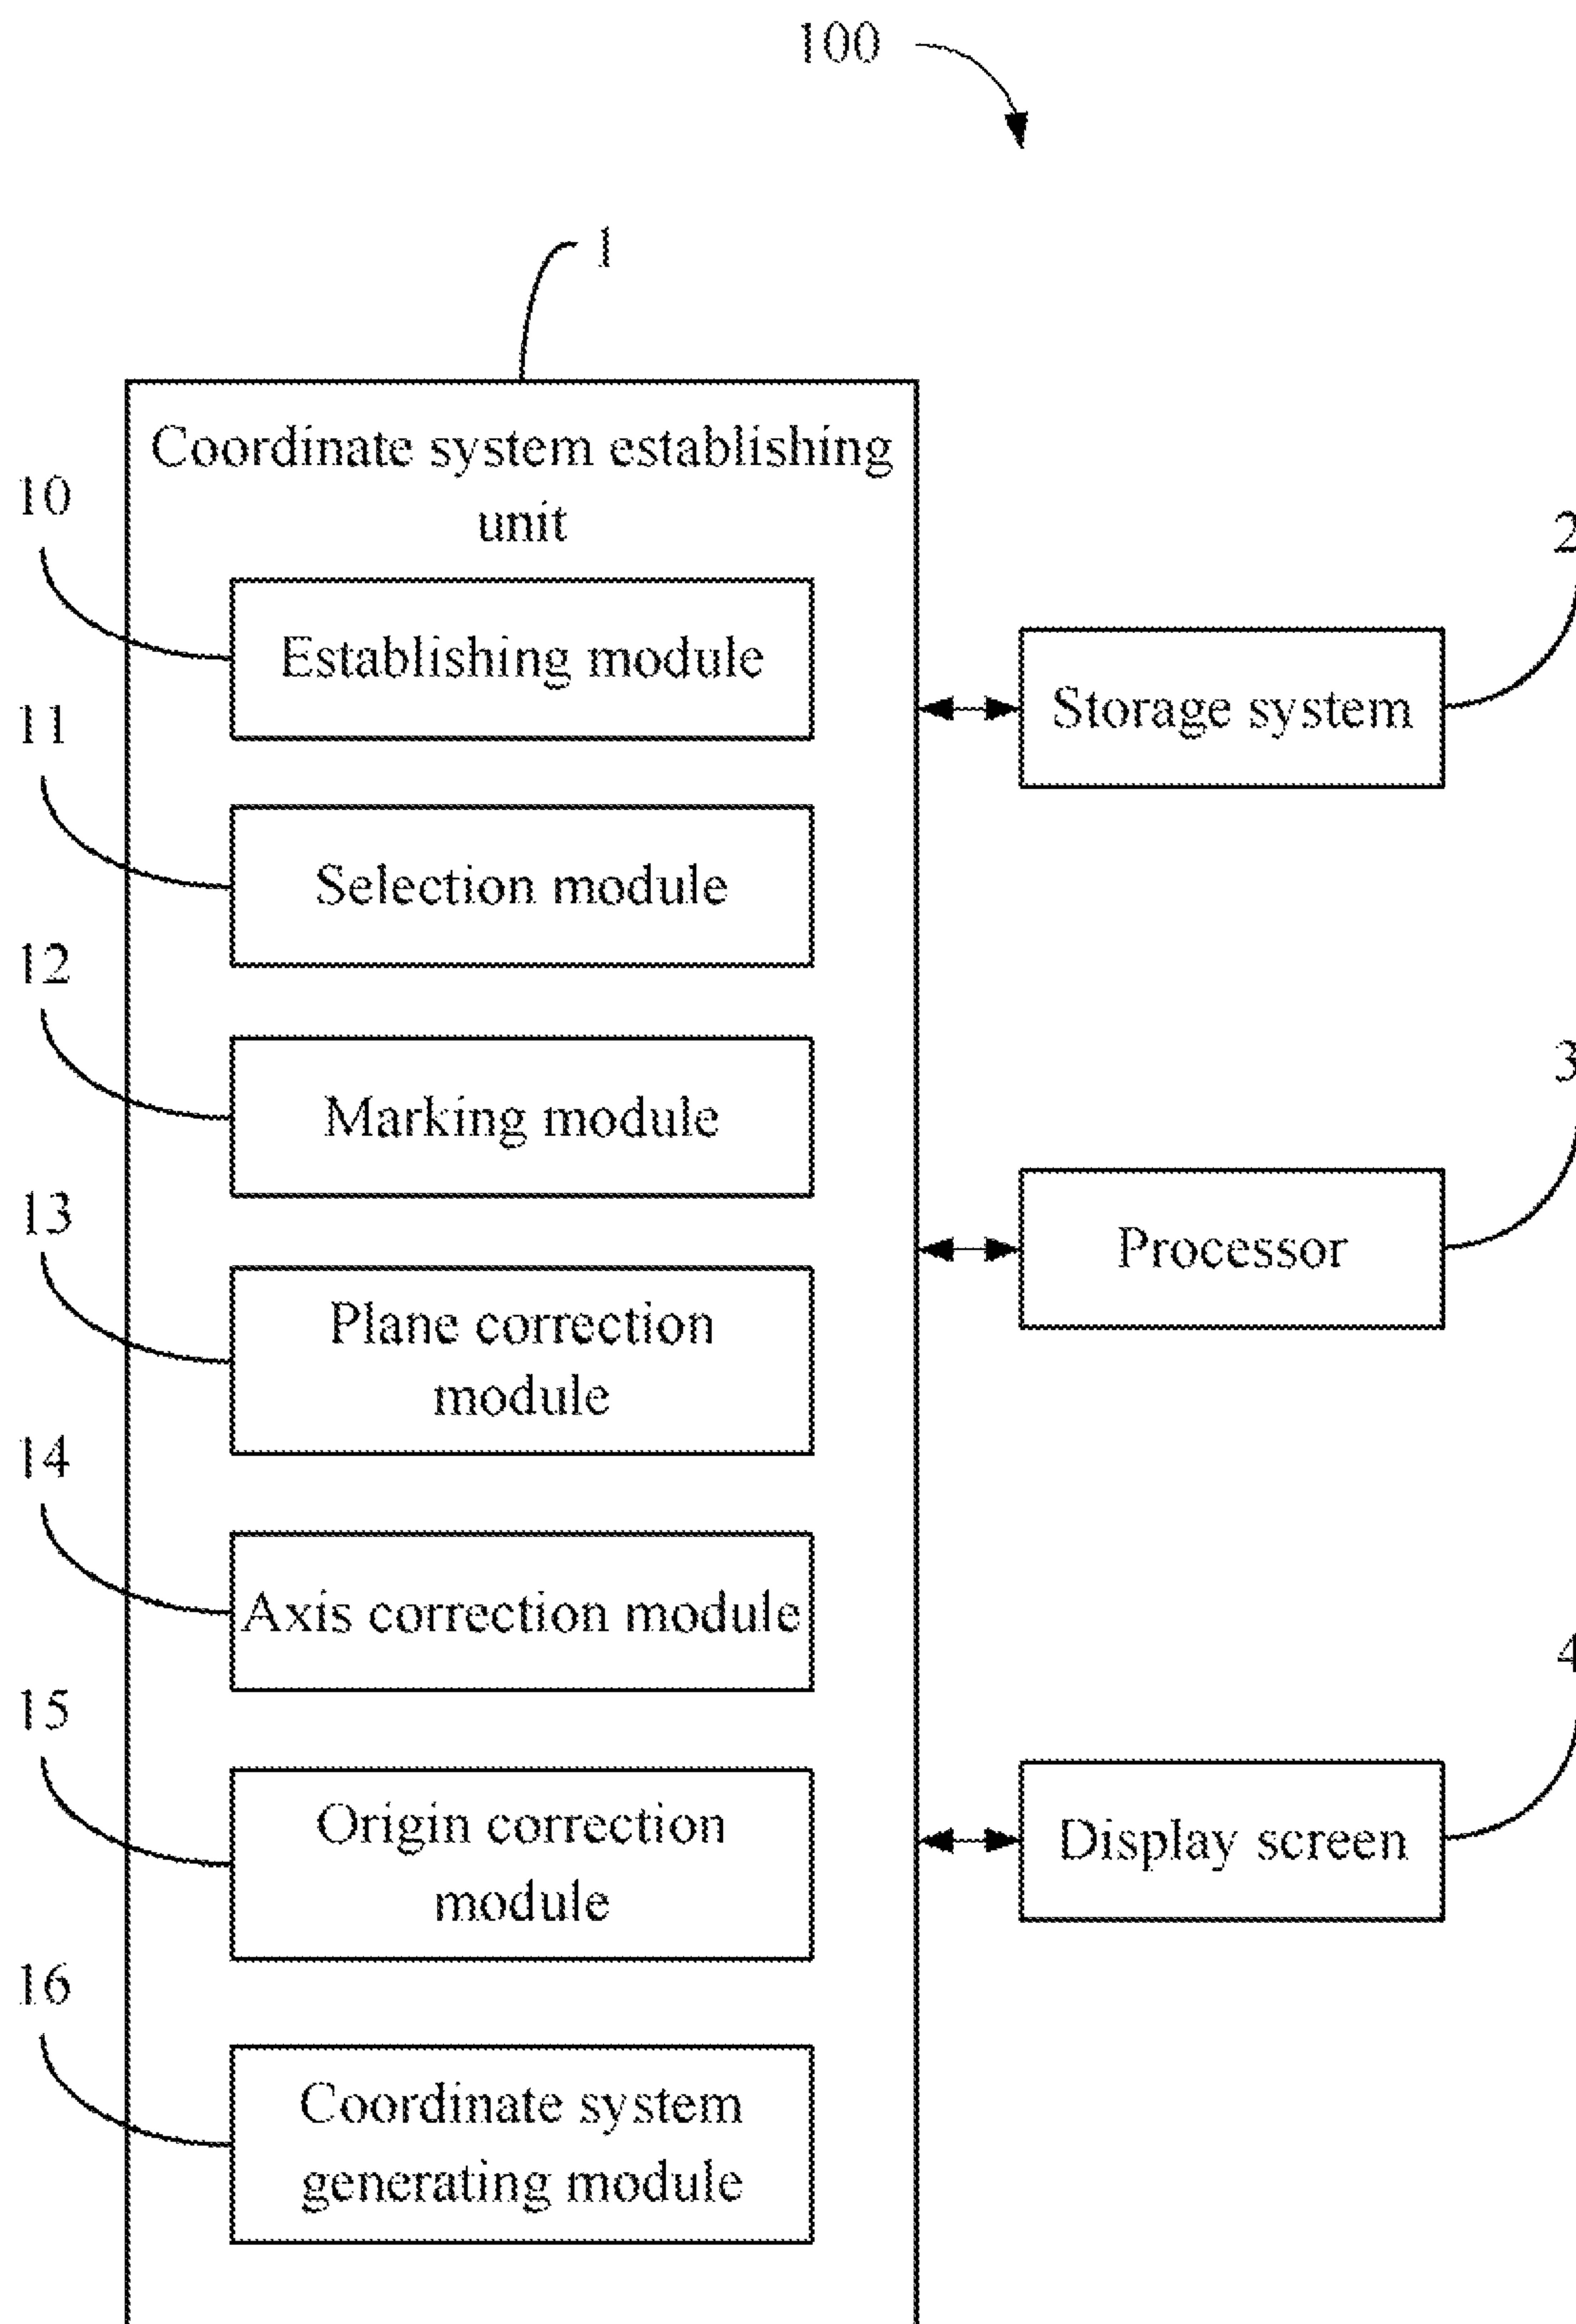 100
1
Coordinate system establishing
unit
10
Establishing module
11
Selection module
12
Marking module
13
Plane correction
module
14
Axis correction module
15
Origin correction
module
16
Coordinate system
generating module
2
Storage system
3
Processor
4
Display screen